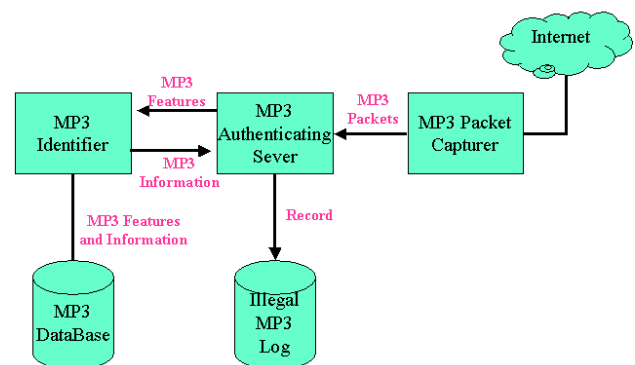 Internet
MP3
Features
MP3
Identifier
MP3
Authenticating
Sever
MP3
Packets
MP3 Packet
Capturer
MP3
Information
MP3 Features
and Information
Record
MP3
DataBase
Illegal
MP3
Log